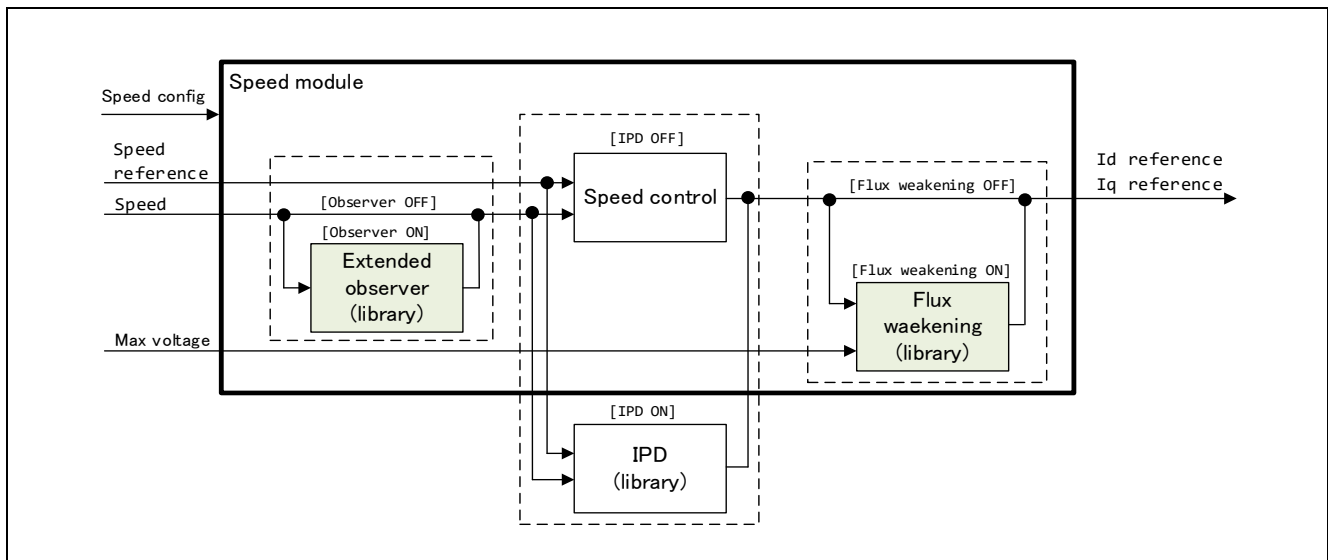 Speed module
Speed config
[IPD OFF]
Speed
reference
Speed control
Id reference
Iq reference
[Flux weakening OFF]
Speed
[Observer OFF]
[Observer ON]
Extended
observer
(library)
[Flux weakening ON]
Flux
waekening
(library)
Max voltage
[IPD ON]
IPD
(library)